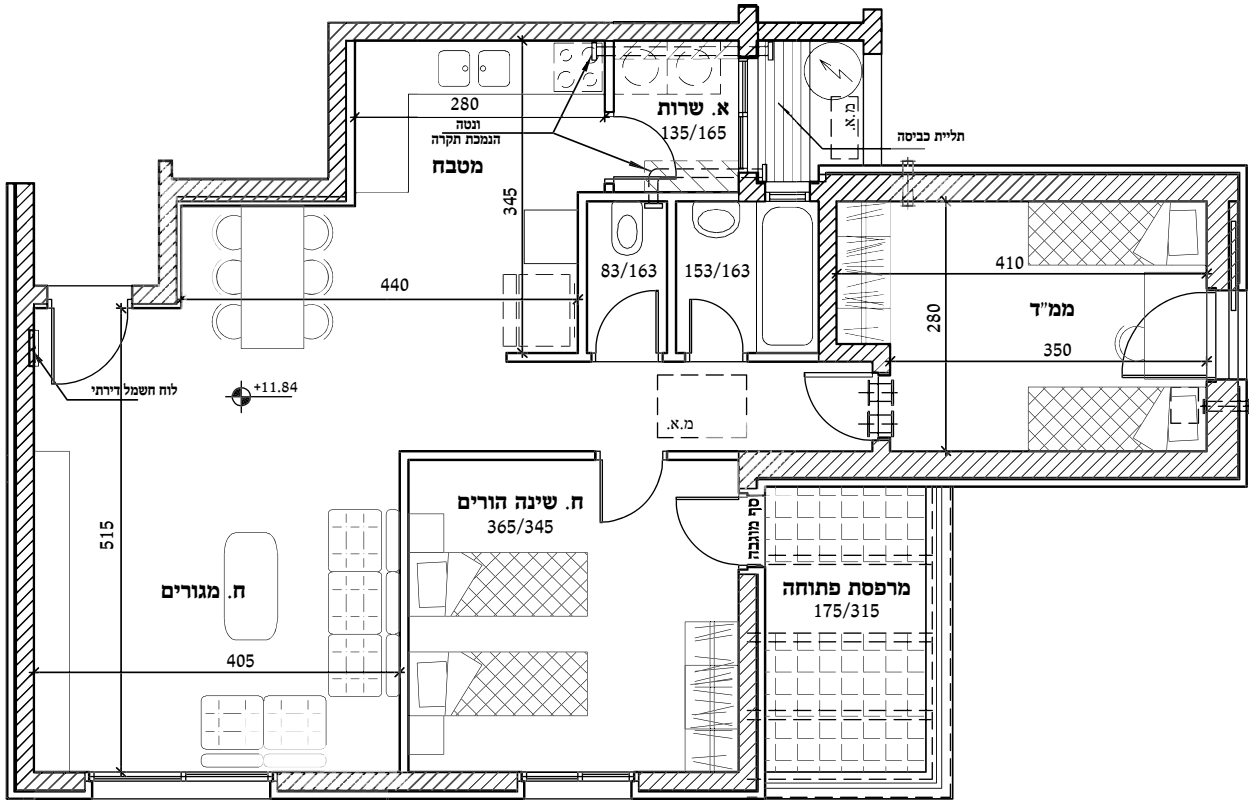 280
ונטה
הנמכת תקרה
מטבח
א. שרות
135/165
מ.א.
תליית כביסה
345
440
83/163
153/163
410
280
ממ"ד
350
לוח חשמל דירתי
+11.84
מ.א.
515
ח. מגורים
405
ח. שינה הורים
365/345
סף מוגבה
מרפסת פתוחה
175/315